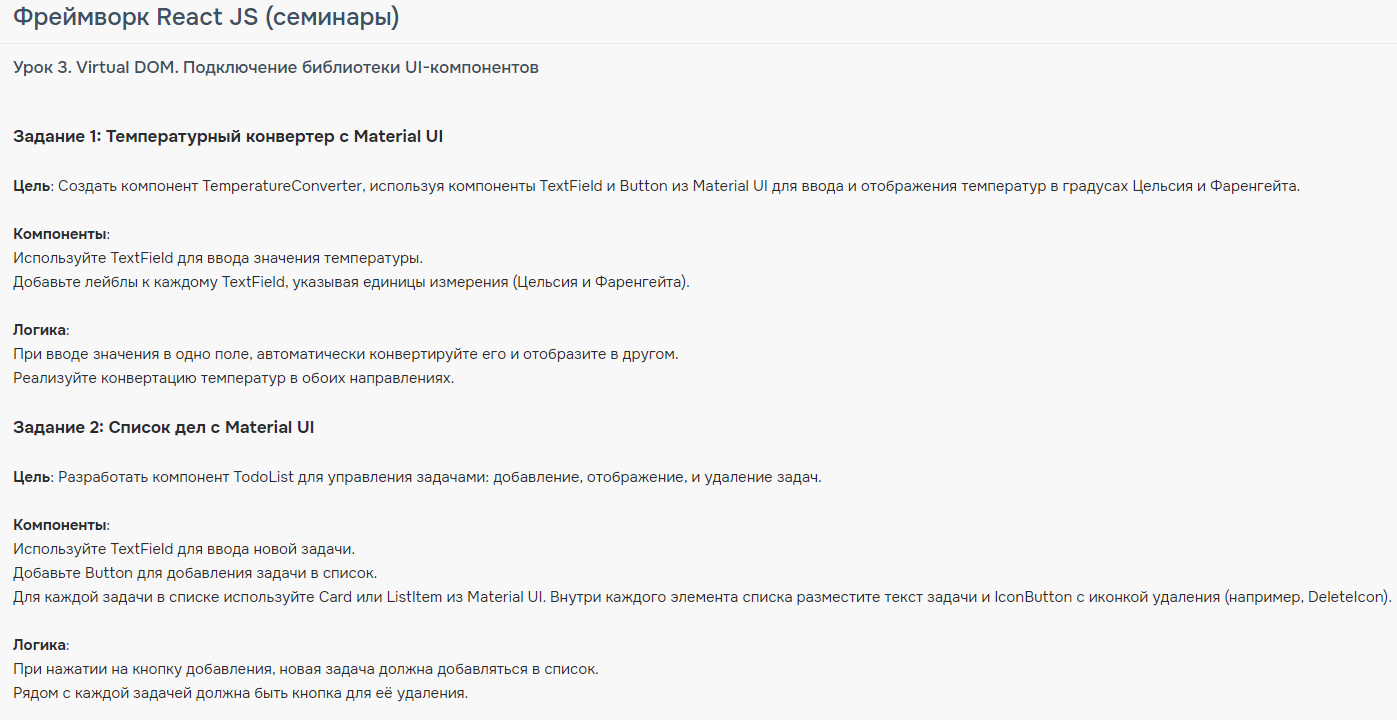 Фреймворк React JS (семинары)
Урок 3. Virtual DOM. Подключение библиотеки UI-компонентов
Задание 1: Температурный конвертер с Material UI
Цель: Создать компонент TemperatureConverter, используя компоненты TextField и Button из Material UI для ввода и отображения температур в градусах Цельсия и Фаренгейта.
Компоненты:
Используйте TextField для ввода значения температуры.
Добавьте лейблы к каждому TextField, указывая единицы измерения (Цельсия и Фаренгейта).
Логика:
При вводе значения в одно поле, автоматически конвертируйте его и отобразите в другом.
Реализуйте конвертацию температур в обоих направлениях.
Задание 2: Список дел с Material UI
Цель: Разработать компонент TodoList для управления задачами: добавление, отображение, и удаление задач.
Компоненты:
Используйте TextField для ввода новой задачи.
Добавьте Button для добавления задачи в список.
Для каждой задачи в списке используйте Card или ListItem из Material UI. Внутри каждого элемента списка разместите текст задачи и IconButton с иконкой удаления (например, DeleteIcon).
Логика:
При нажатии на кнопку добавления, новая задача должна добавляться в список.
Рядом с каждой задачей должна быть кнопка для её удаления.